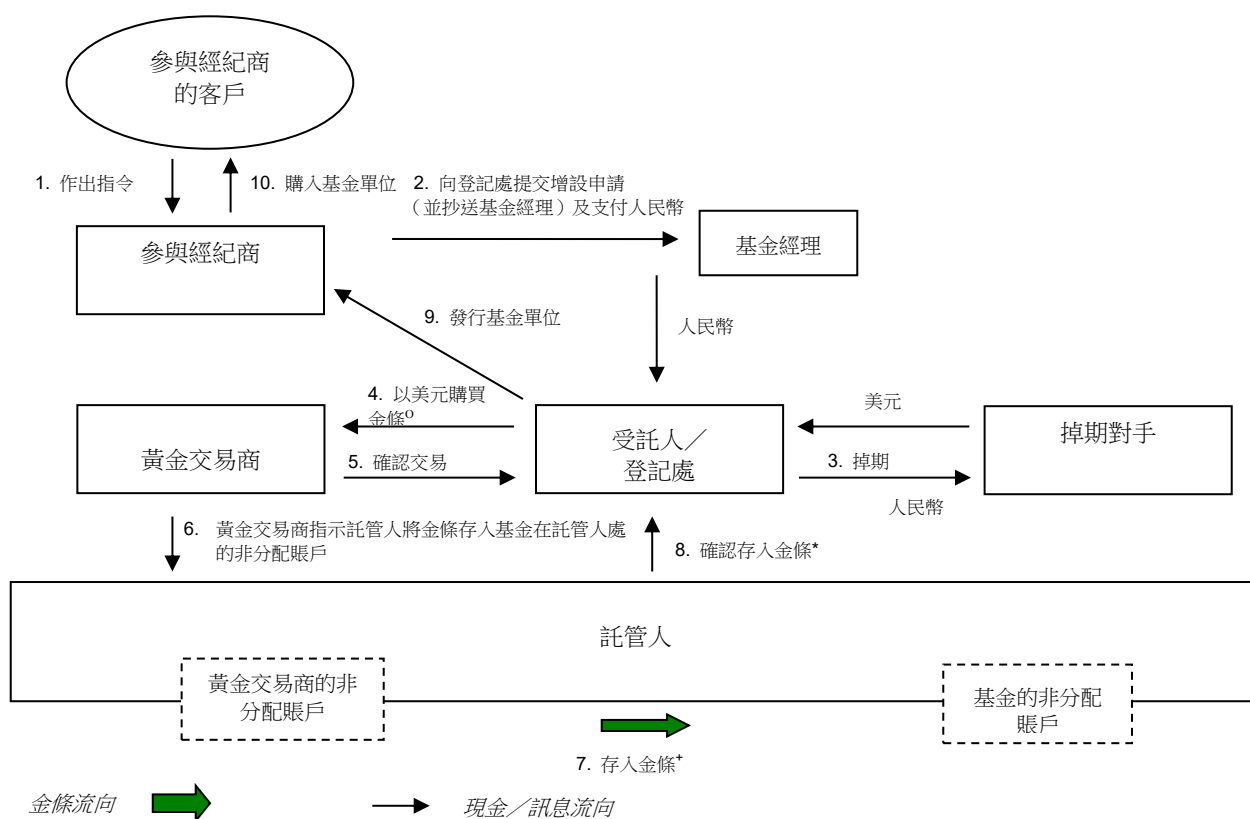 參與經紀商
的客戶
1. 作出指令
10. 購入基金單位
2. 向登記處提交增設申請
（並抄送基金經理）及支付人民幣
參與經紀商
基金經理
9. 發行基金單位
人民幣
4. 以美元購買
金條o
美元
黃金交易商
5. 確認交易
受託人／
登記處
3. 掉期
人民幣
掉期對手
6. 黃金交易商指示託管人將金條存入基金在託管人處
的非分配賬戶
8. 確認存入金條*
託管人
黃金交易商的非
分配賬戶
基金的非分配
賬戶
7. 存入金條+
金條流向
現金／訊息流向